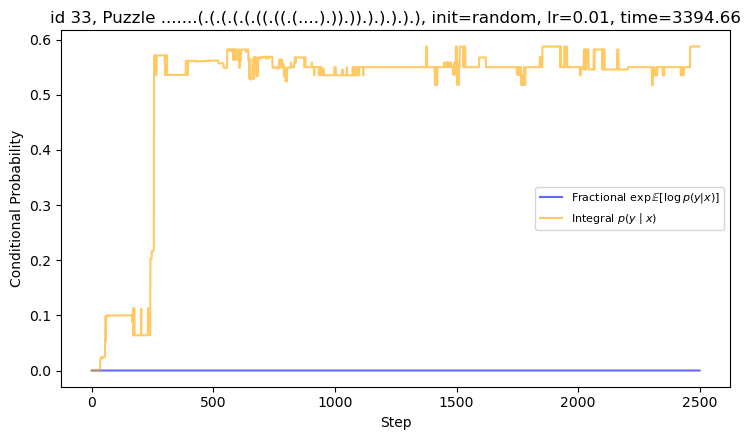 id 33, Puzzle .......(.(.(.(.(.((.((.(....).)).)).).).).).), init=random, lr=0.01, time=3394.66
0.6
0.5
0.4
0.3
0.2
0.1
0.0
Conditional Probability
Fractional exp𝔼[log p(y|x)]
Integral p(y | x)
0
500
1000
1500
2000
2500
Step